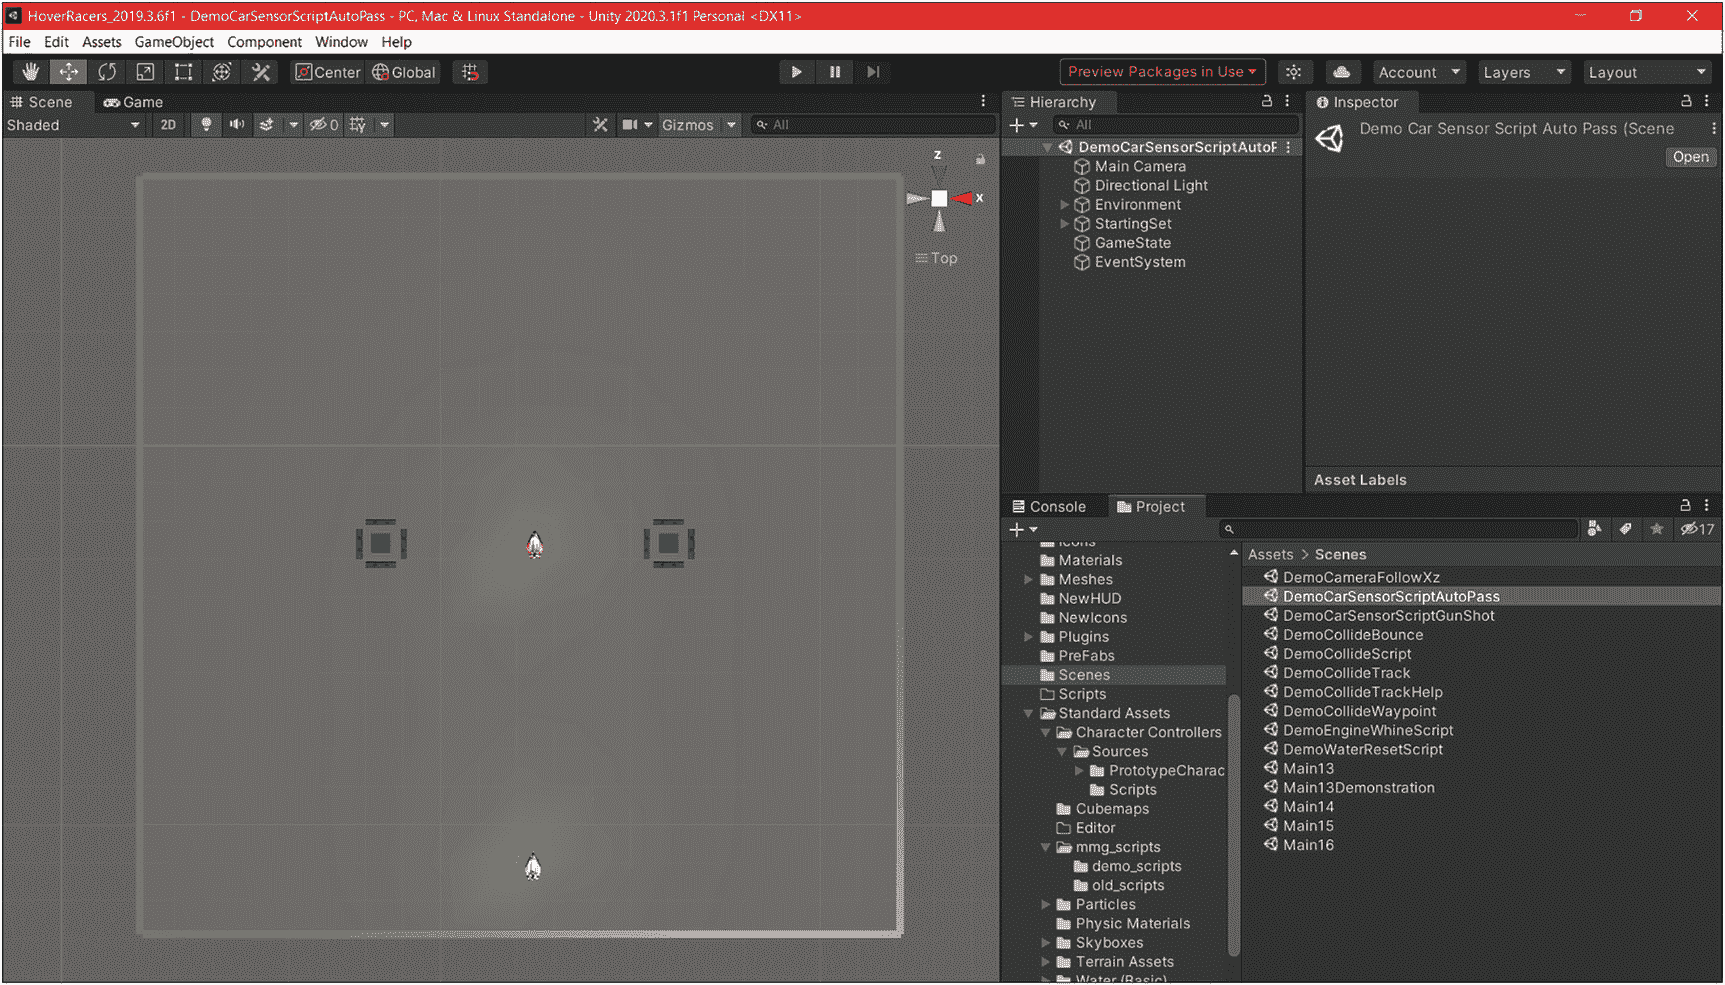 HoverRacers_2019.3.6f1 - DemoCarSensorScriptAutoPass - PC, Mac & Linux Standalone - Unity 2020.3.1f1 Personal <DX11>
File Edit Assets GameObject Component Window Help
Center Global Preview Packages in Use Account Layers Layout
Scene Game
Shaded 2D 0 Gizmos All
z
x
Top
Hierarchy
All
DemoCarSensorScriptAutoF
Main Camera
Directional Light
Environment
StartingSet
GameState
EventSystem
Inspector
Demo Car Sensor Script Auto Pass (Scene
Open
Asset Labels
Console Project
17
Icons
Materials
Meshes
NewHUD
NewIcons
Plugins
PreFabs
Scenes
Scripts
Standard Assets
Character Controllers
Sources
PrototypeCharac
Scripts
Cubemaps
Editor
mmg_scripts
demo_scripts
old_scripts
Particles
Physic Materials
Skyboxes
Terrain Assets
Water (Basic)
Assets > Scenes
DemoCameraFollowXz
DemoCarSensorScriptAutoPass
DemoCarSensorScriptGunShot
DemoCollideBounce
DemoCollideScript
DemoCollideTrack
DemoCollideTrackHelp
DemoCollideWaypoint
DemoEngineWhineScript
DemoWaterResetScript
Main13
Main13Demonstration
Main14
Main15
Main16